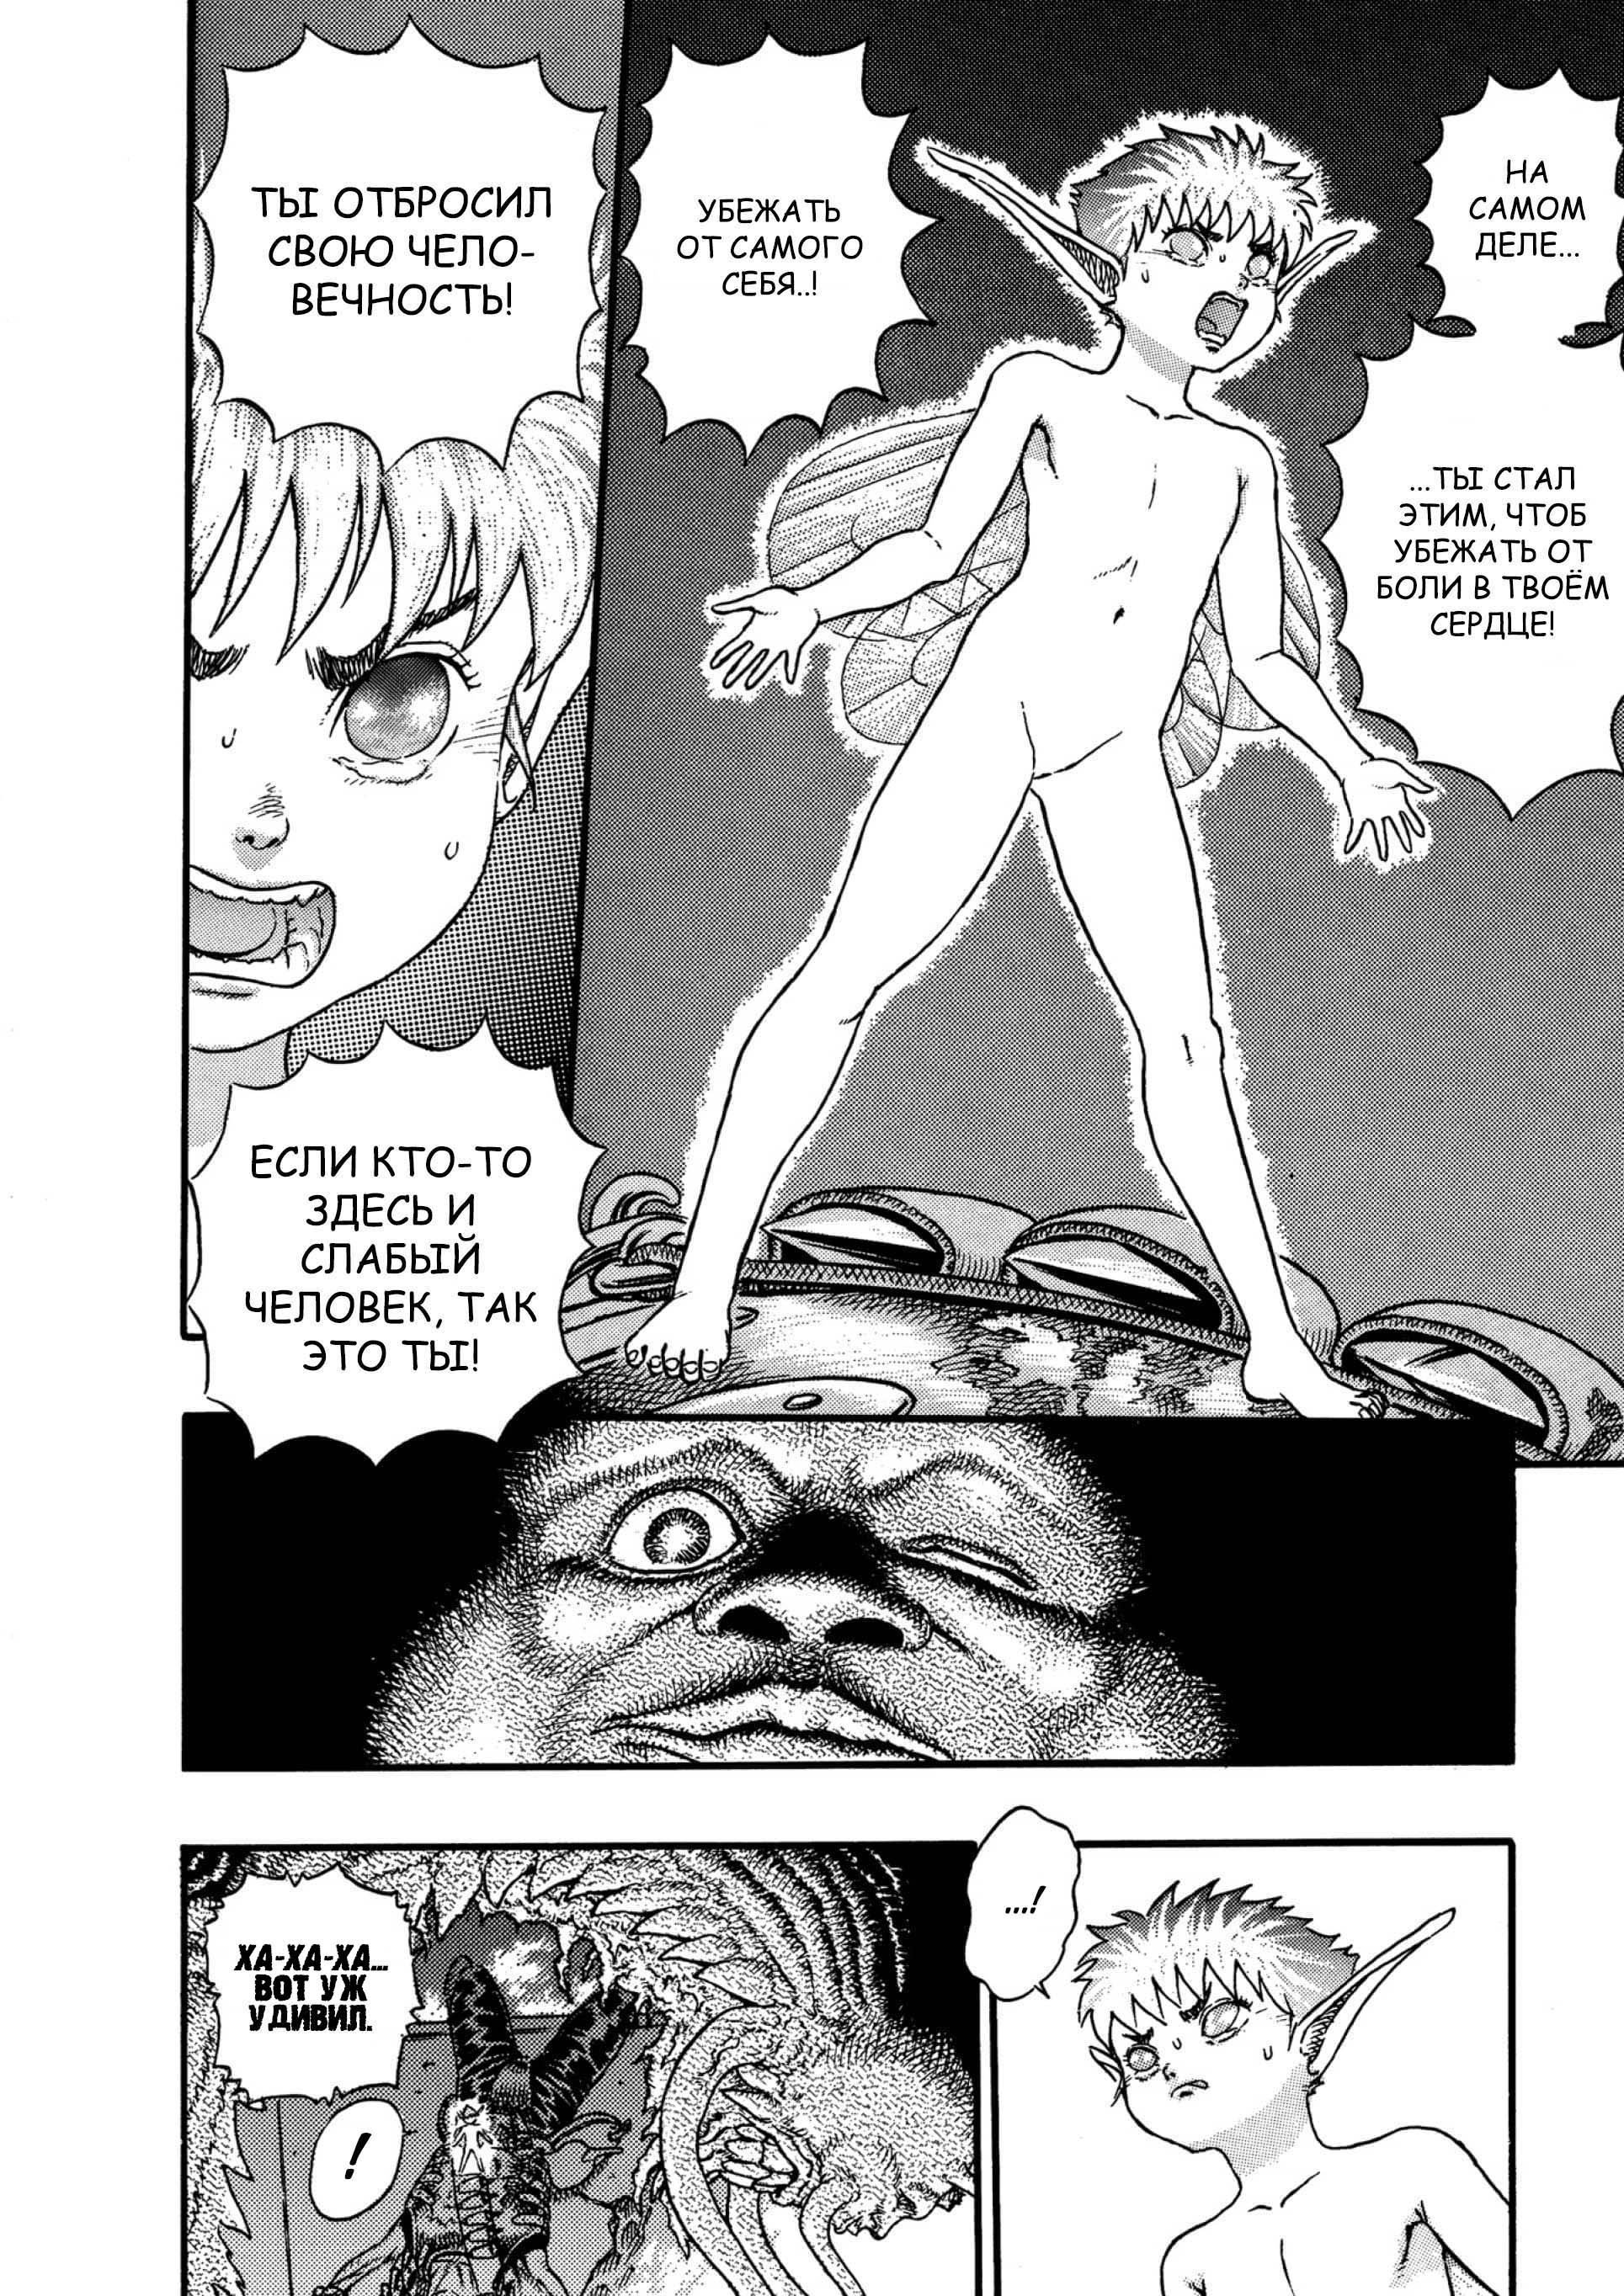 НА
САМОМ
ДЕЛЕ...
...ТЫ СТАЛ
ЭТИМ, ЧТОБ
УБЕЖАТЬ ОТ
БОЛИ В ТВОЁМ
СЕРДЦЕ!
УБЕЖАТЬ
ОТ САМОГО
СЕБЯ..!
ТЫ ОТБРОСИЛ
СВОЮ ЧЕЛО-
ВЕЧНОСТЬ!
ЕСЛИ КТО-ТО
ЗДЕСЬ И
СЛАБЫЙ
ЧЕЛОВЕК, ТАК
ЭТО ТЫ!
...!
ХА-ХА-ХА...
ВОТ УЖ
УДИВИЛ.
!